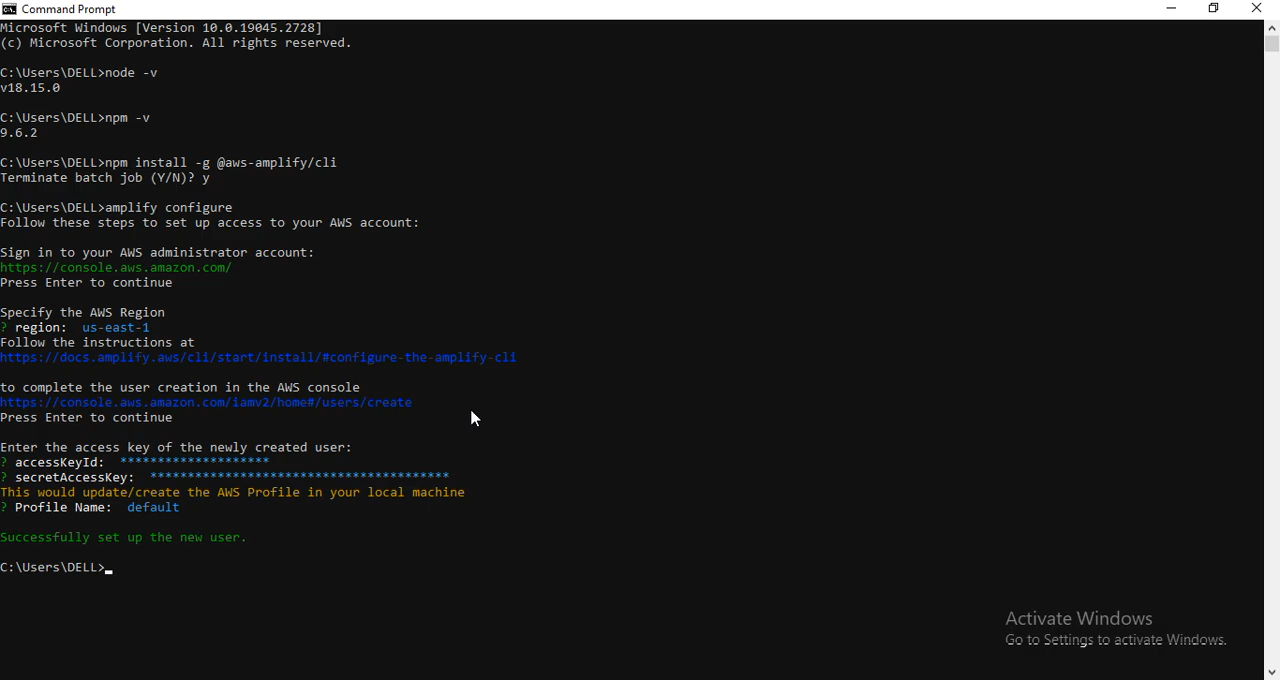 Command Prompt
Microsoft Windows [Version 10.0.19045.2728]
(c) Microsoft Corporation. All rights reserved.
C:\Users\DELL>node -v
v18.15.0
C:\Users\DELL>npm -v
9.6.2
C:\Users\DELL>npm install -g @aws-amplify/cli
Terminate batch job (Y/N)? y
C:\Users\DELL>amplify configure
Follow these steps to set up access to your AWS account:
Sign in to your AWS administrator account:
https://console.aws.amazon.com/
Press Enter to continue
Specify the AWS Region
? region:  us-east-1
Follow the instructions at
https://docs.amplify.aws/cli/start/install/#configure-the-amplify-cli
to complete the user creation in the AWS console
https://console.aws.amazon.com/iamv2/home#/users/create
Press Enter to continue
Enter the access key of the newly created user:
? accessKeyId:  ********************
? secretAccessKey:  ****************************************
This would update/create the AWS Profile in your local machine
? Profile Name:  default
Successfully set up the new user.
C:\Users\DELL>
Activate Windows
Go to Settings to activate Windows.